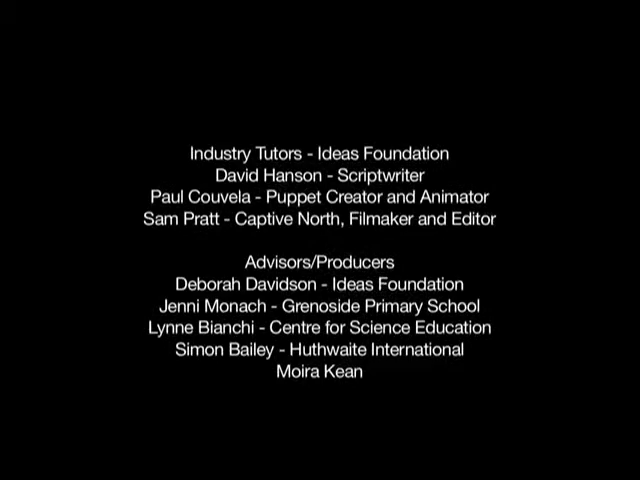 Industry Tutors - Ideas Foundation
David Hanson - Scriptwriter
Paul Couvela - Puppet Creator and Animator
Sam Pratt - Captive North, Filmaker and Editor
Advisors/Producers
Deborah Davidson - Ideas Foundation
Jenni Monach - Grenoside Primary School
Lynne Bianchi - Centre for Science Education
Simon Bailey - Huthwaite International
Moira Kean